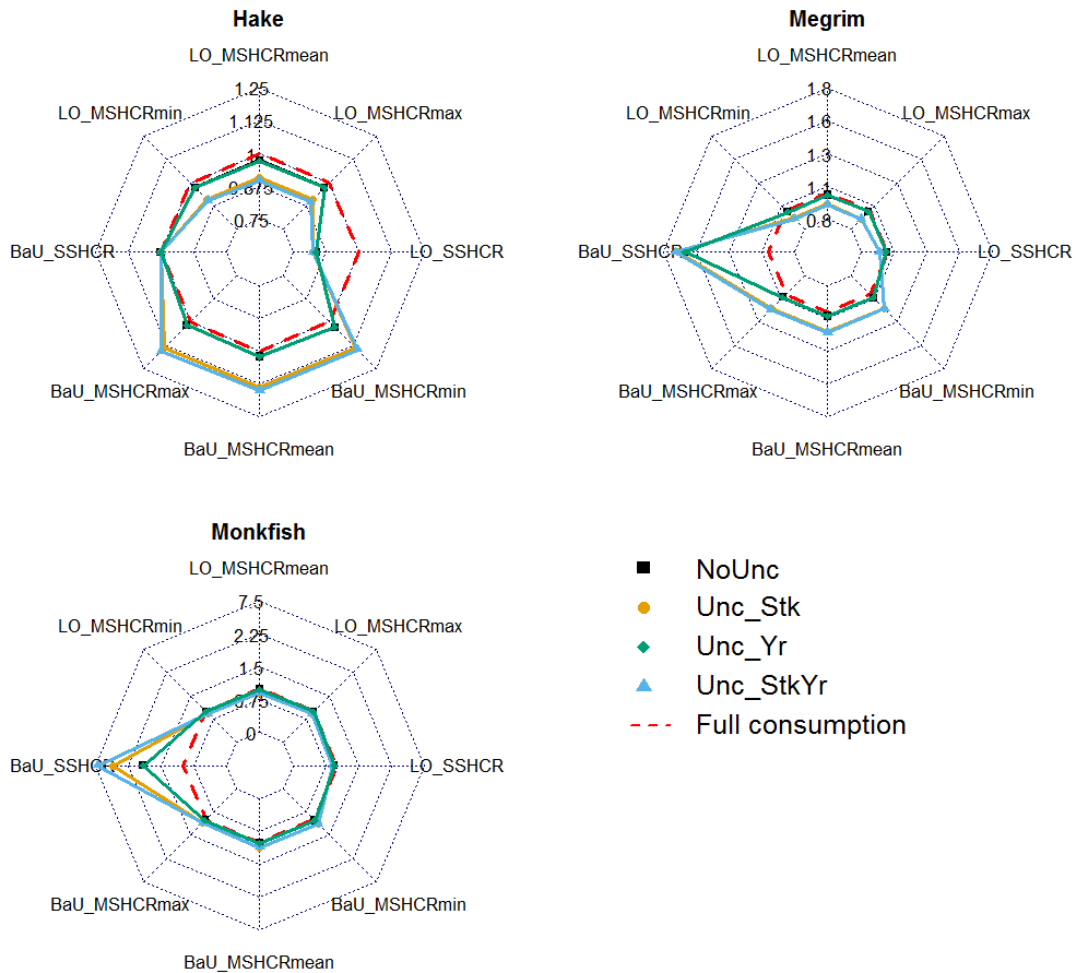 Hake
LO_MSHCRmean
1.25
LO_MSHCRmin
1.125
LO_MSHCRmax
1
0.875
0.75
BaU_SSHCR
LO_SSHCR
BaU_MSHCRmax
BaU_MSHCRmin
BaU_MSHCRmean
Megrim
LO_MSHCRmean
1.8
LO_MSHCRmin
1.6
LO_MSHCRmax
1.3
1.1
0.8
BaU_SSHCR
LO_SSHCR
BaU_MSHCRmax
BaU_MSHCRmin
BaU_MSHCRmean
Monkfish
LO_MSHCRmean
7.5
LO_MSHCRmin
2.25
LO_MSHCRmax
1.5
0.75
0
BaU_SSHC
LO_SSHCR
BaU_MSHCRmax
BaU_MSHCRmin
BaU_MSHCRmean
NoUnc
Unc_Stk
Unc_Yr
Unc_StkYr
Full consumption